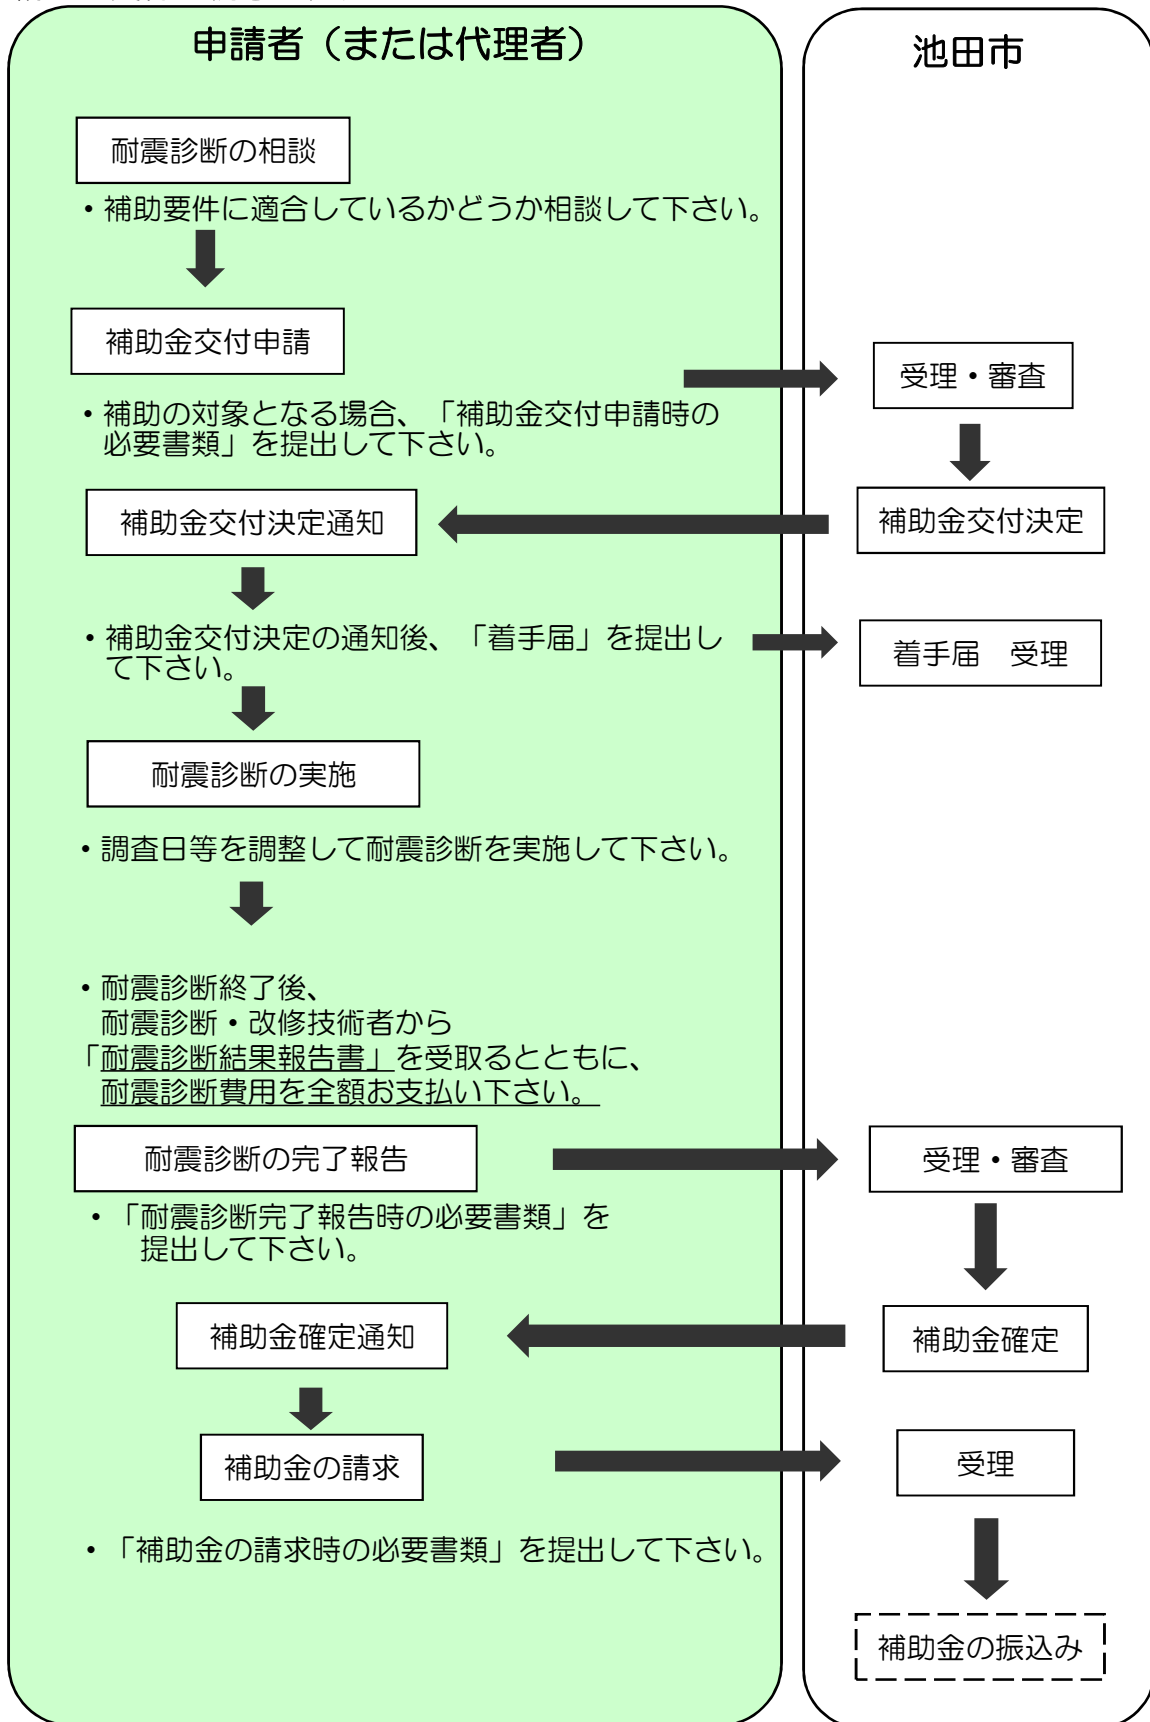 申請者（または代理者）
池田市
耐震診断の相談
・補助要件に適合しているかどうか相談して下さい。
補助金交付申請
受理・審査
・補助の対象となる場合、「補助金交付申請時の
必要書類」を提出して下さい。
補助金交付決定通知
補助金交付決定
・補助金交付決定の通知後、「着手届」を提出し
て下さい。
着手届　受理
耐震診断の実施
・調査日等を調整して耐震診断を実施して下さい。
・耐震診断終了後、
耐震診断・改修技術者から
「耐震診断結果報告書」を受取るとともに、
耐震診断費用を全額お支払い下さい。
耐震診断の完了報告
受理・審査
・「耐震診断完了報告時の必要書類」を
提出して下さい。
補助金確定通知
補助金確定
補助金の請求
受理
・「補助金の請求時の必要書類」を提出して下さい。
補助金の振込み